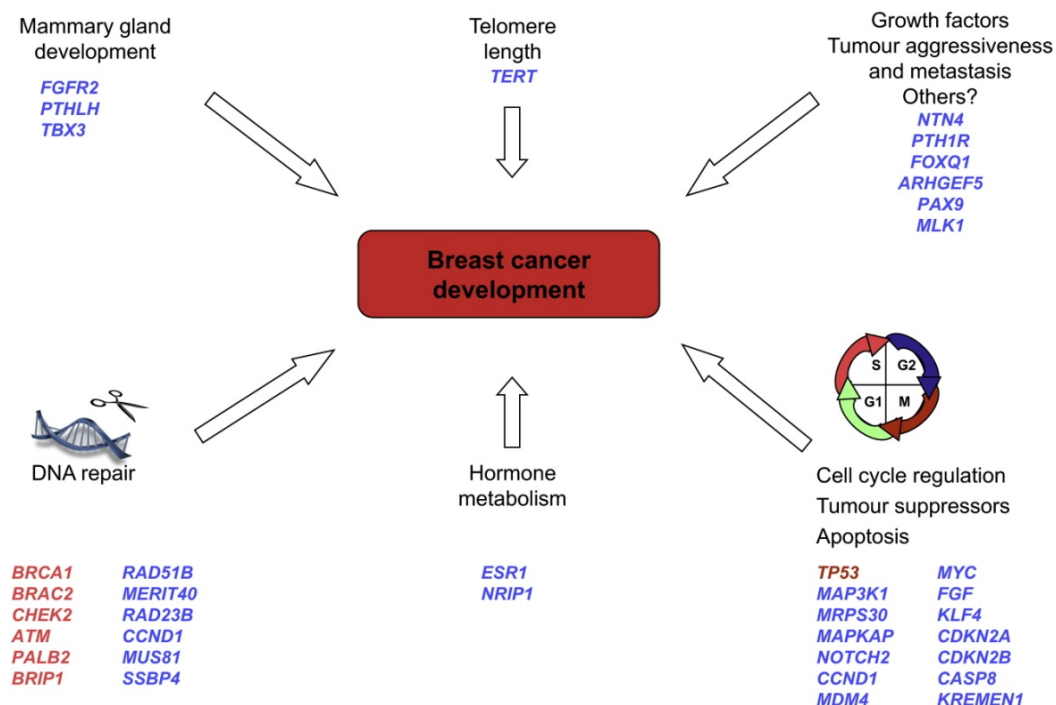 Mammary gland
development
FGFR2
PTHLH
TBX3
Telomere
length
TERT
Growth factors
Tumour aggressiveness
and metastasis
Others?
NTN4
PTH1R
FOXQ1
ARHGEF5
PAX9
MLK1
Breast cancer
development
DNA repair
BRCA1 RAD51B
BRAC2 MERIT40
CHEK2 RAD23B
ATM CCND1
PALB2 MUS81
BRIP1 SSBP4
Hormone
metabolism
ESR1
NRIP1
S G2
G1 M
Cell cycle regulation
Tumour suppressors
Apoptosis
TP53 MYC
MAP3K1 FGF
MRPS30 KLF4
MAPKAP CDKN2A
NOTCH2 CDKN2B
CCND1 CASP8
MDM4 KREMEN1